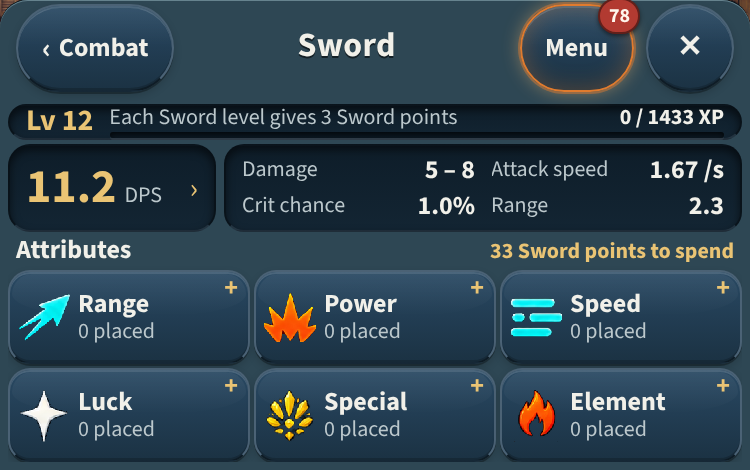 ‹ Combat
Sword
Menu
78
✕
Lv 12
Each Sword level gives 3 Sword points
0 / 1433 XP
11.2 DPS ›
Damage 5 – 8
Attack speed 1.67 /s
Crit chance 1.0%
Range 2.3
Attributes
33 Sword points to spend
Range
0 placed
+
Power
0 placed
+
Speed
0 placed
+
Luck
0 placed
+
Special
0 placed
+
Element
0 placed
+